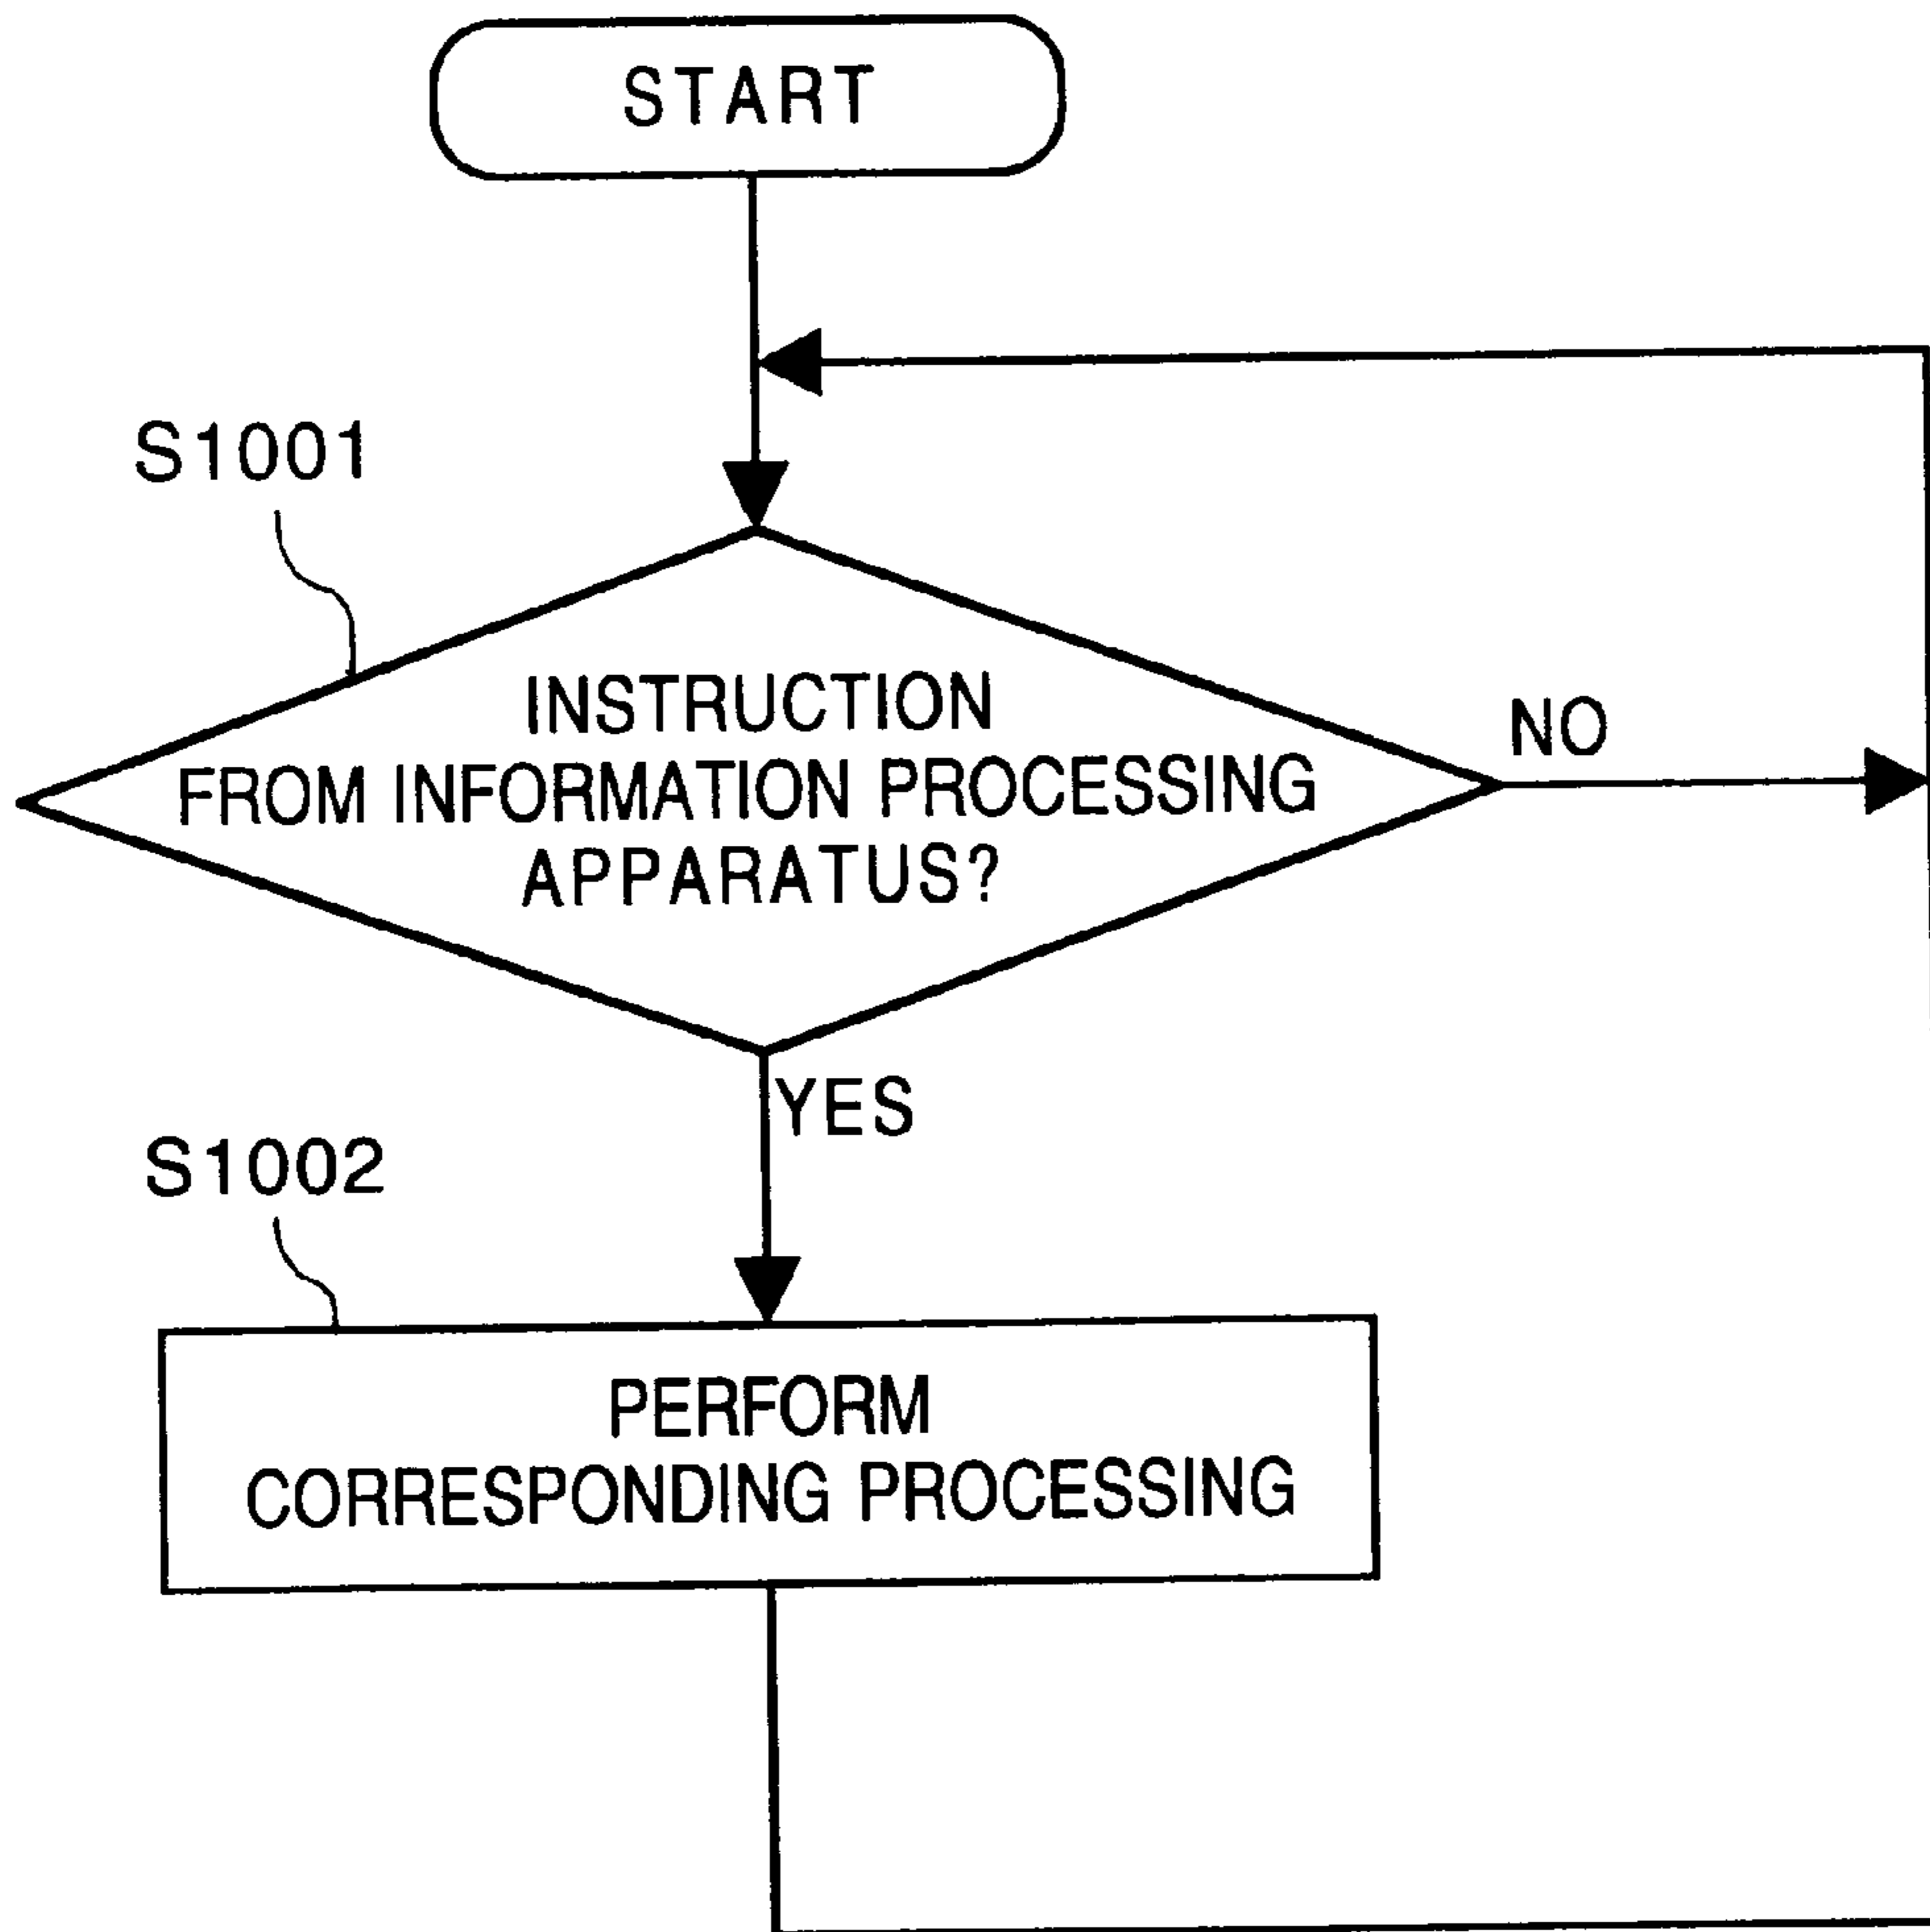 START
S1001
INSTRUCTION
FROM INFORMATION PROCESSING
APPARATUS?
NO
YES
S1002
PERFORM
CORRESPONDING PROCESSING